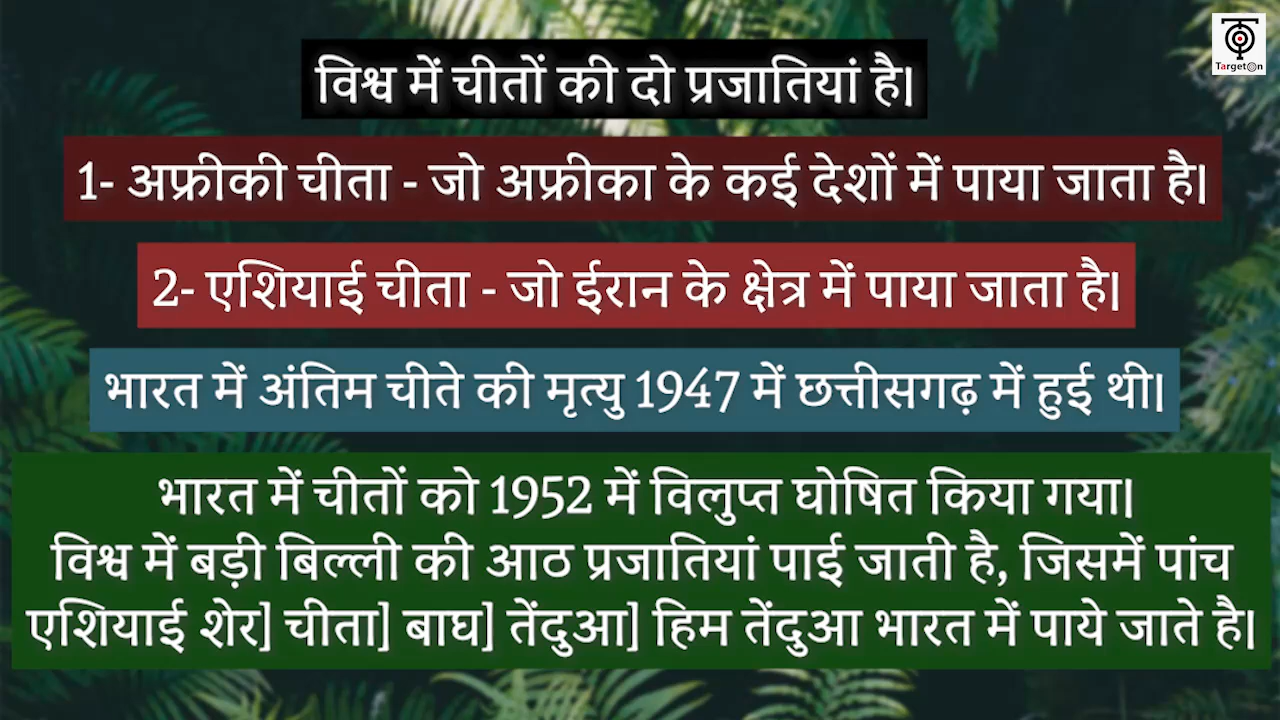 TargetOn
विश्व में चीतों की दो प्रजातियां है।
1- अफ्रीकी चीता - जो अफ्रीका के कई देशों में पाया जाता है।
2- एशियाई चीता - जो ईरान के क्षेत्र में पाया जाता है।
भारत में अंतिम चीते की मृत्यु 1947 में छत्तीसगढ़ में हुई थी।
भारत में चीतों को 1952 में विलुप्त घोषित किया गया।
विश्व में बड़ी बिल्ली की आठ प्रजातियां पाई जाती है, जिसमें पांच
एशियाई शेर] चीता] बाघ] तेंदुआ] हिम तेंदुआ भारत में पाये जाते है।